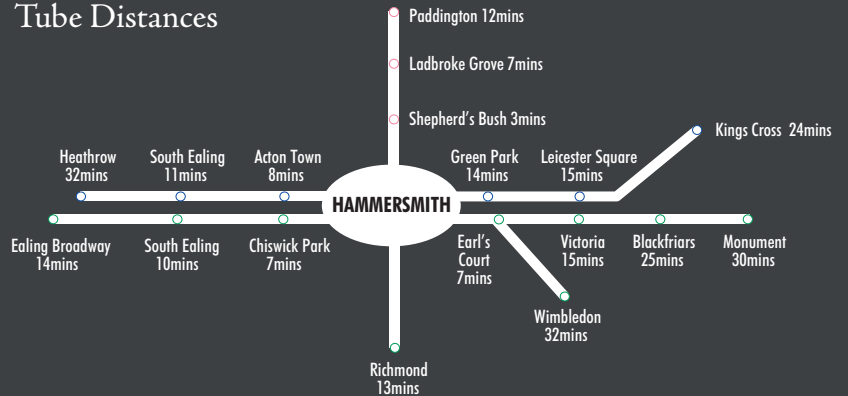 Tube Distances
Paddington 12mins
Ladbroke Grove 7mins
Shepherd's Bush 3mins
Kings Cross 24mins
Heathrow
32mins
South Ealing
11mins
Acton Town
8mins
Green Park
14mins
Leicester Square
15mins
HAMMERSMITH
Ealing Broadway
14mins
South Ealing
10mins
Chiswick Park
7mins
Earl's
Court
7mins
Victoria
15mins
Blackfriars
25mins
Monument
30mins
Wimbledon
32mins
Richmond
13mins